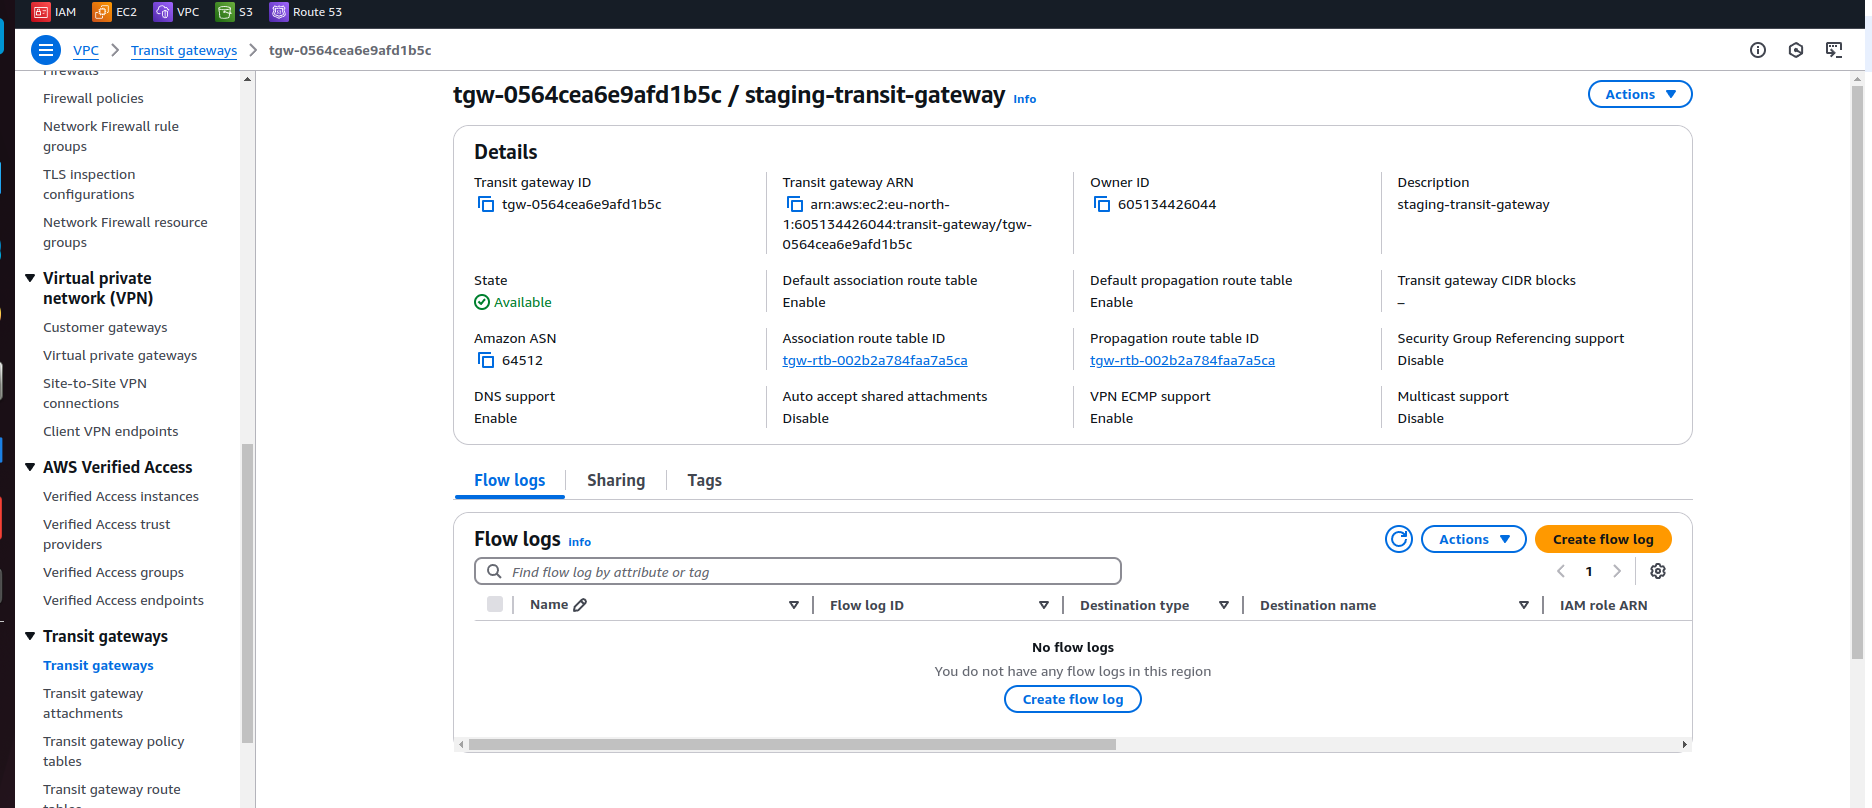 IAM EC2 VPC S3 Route 53
VPC Transit gateways tgw-0564cea6e9afd1b5c
Firewalls
Firewall policies
Network Firewall rule
groups
TLS inspection
configurations
Network Firewall resource
groups
Virtual private
network (VPN)
Customer gateways
Virtual private gateways
Site-to-Site VPN
connections
Client VPN endpoints
AWS Verified Access
Verified Access instances
Verified Access trust
providers
Verified Access groups
Verified Access endpoints
Transit gateways
Transit gateways
Transit gateway
attachments
Transit gateway policy
tables
Transit gateway route
tables
tgw-0564cea6e9afd1b5c / staging-transit-gateway Info
Actions
Details
Transit gateway ID
tgw-0564cea6e9afd1b5c
Transit gateway ARN
arn:aws:ec2:eu-north-
1:605134426044:transit-gateway/tgw-
0564cea6e9afd1b5c
Owner ID
605134426044
Description
staging-transit-gateway
State
Available
Default association route table
Enable
Default propagation route table
Enable
Transit gateway CIDR blocks
–
Amazon ASN
64512
Association route table ID
tgw-rtb-002b2a784faa7a5ca
Propagation route table ID
tgw-rtb-002b2a784faa7a5ca
Security Group Referencing support
Disable
DNS support
Enable
Auto accept shared attachments
Disable
VPN ECMP support
Enable
Multicast support
Disable
Flow logs Sharing Tags
Flow logs Info
Actions Create flow log
Find flow log by attribute or tag
1
Name Flow log ID Destination type Destination name IAM role ARN
No flow logs
You do not have any flow logs in this region
Create flow log